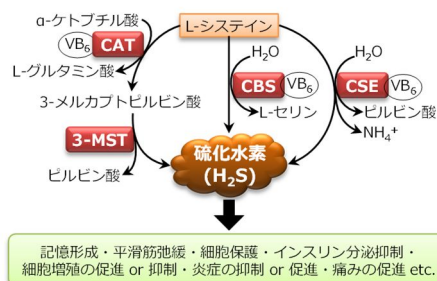 α-ケトブチル酸
L-システイン
VB6 CAT
H2O
H2O
L-グルタミン酸
CBS VB6
CSE VB6
3-メルカプトピルビン酸
L-セリン
ピルビン酸
NH4+
3-MST
硫化水素
(H2S)
ピルビン酸
記憶形成・平滑筋弛緩・細胞保護・インスリン分泌抑制・
細胞増殖の促進 or 抑制・炎症の抑制 or 促進・痛みの促進 etc.